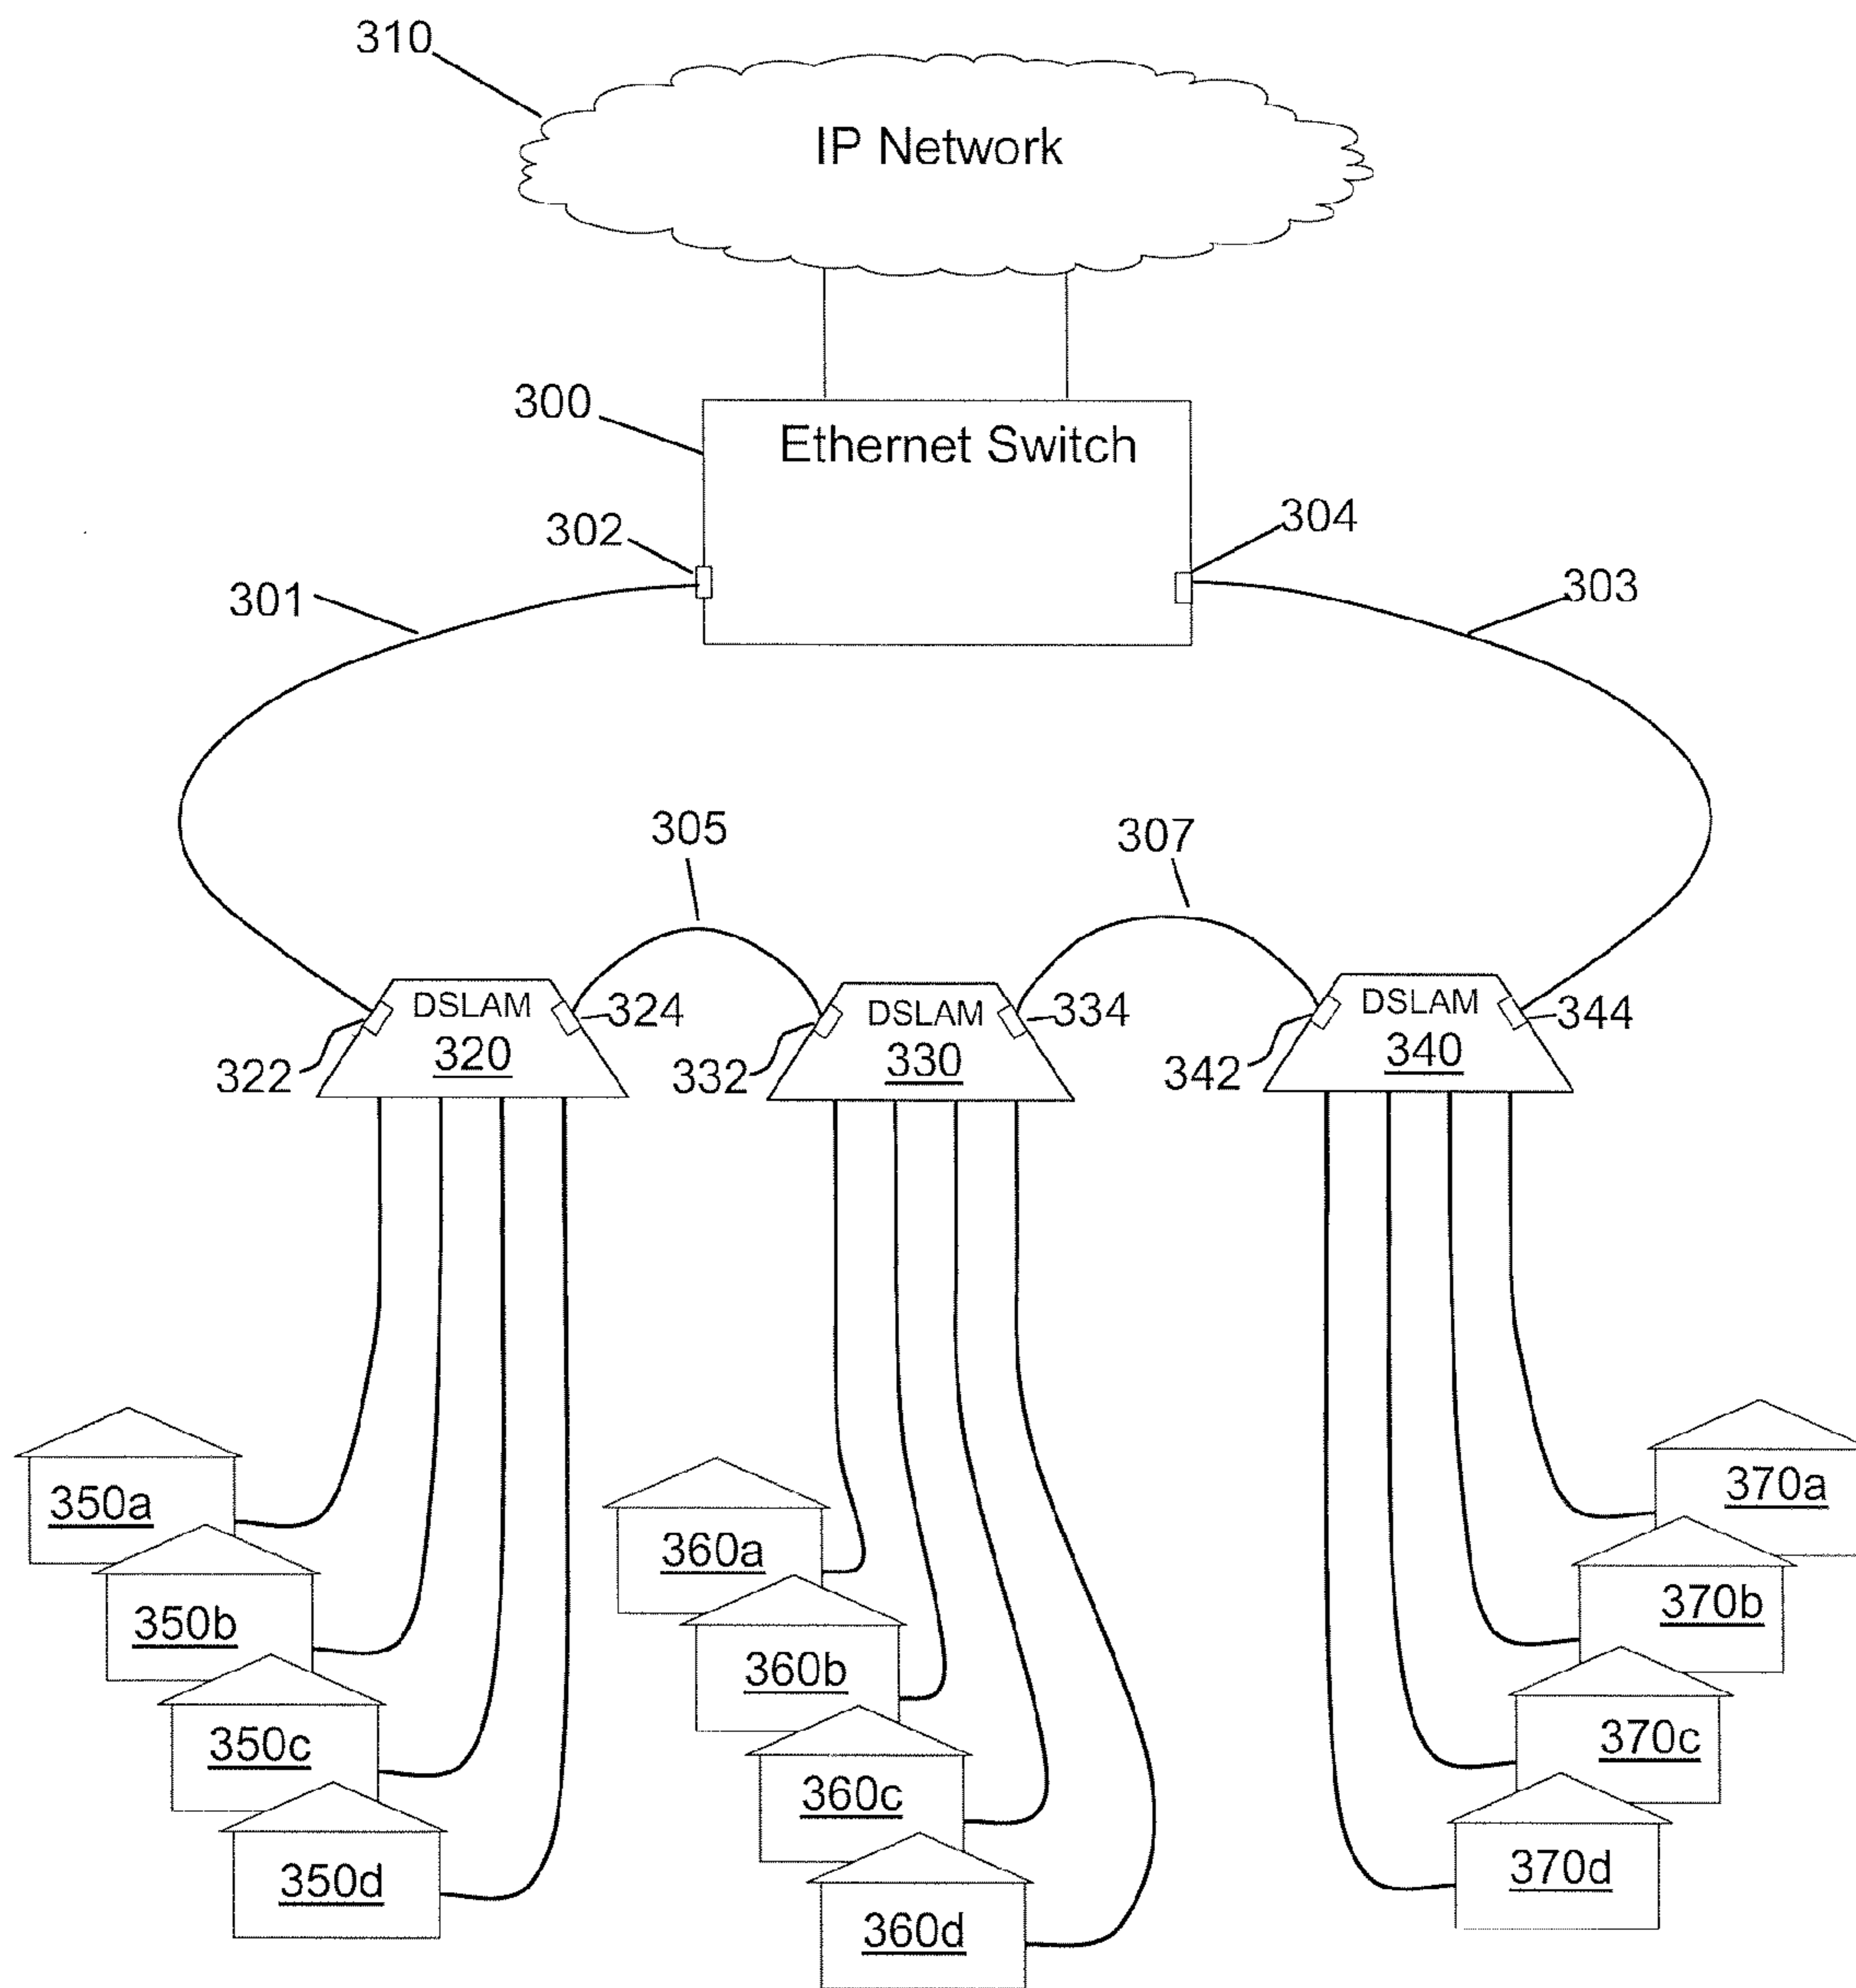 310
IP Network
300
Ethernet Switch
302
304
301
303
305
307
DSLAM
320
322
324
DSLAM
330
332
334
DSLAM
340
342
344
350a
350b
350c
350d
360a
360b
360c
360d
370a
370b
370c
370d